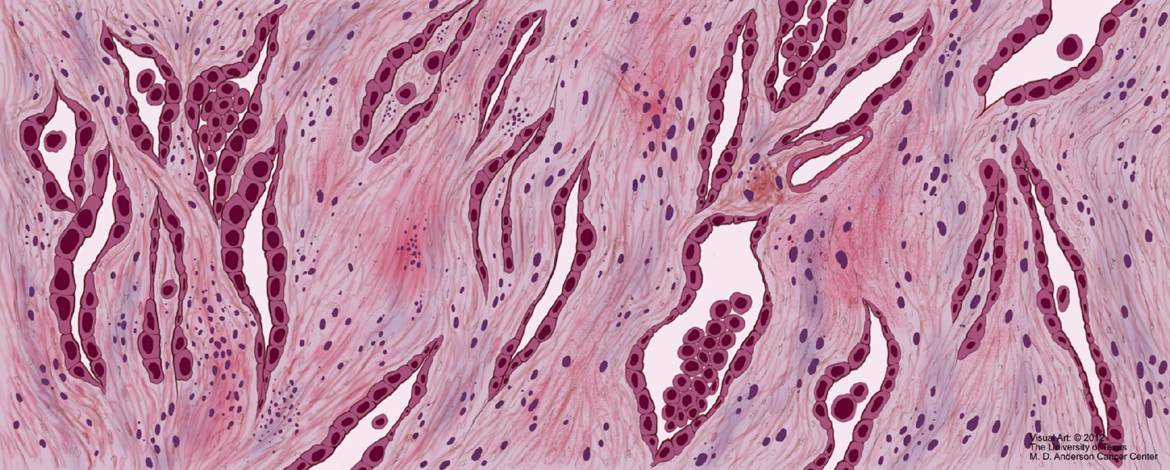 Visual Art: © 2012
The University of Texas
M. D. Anderson Cancer Center